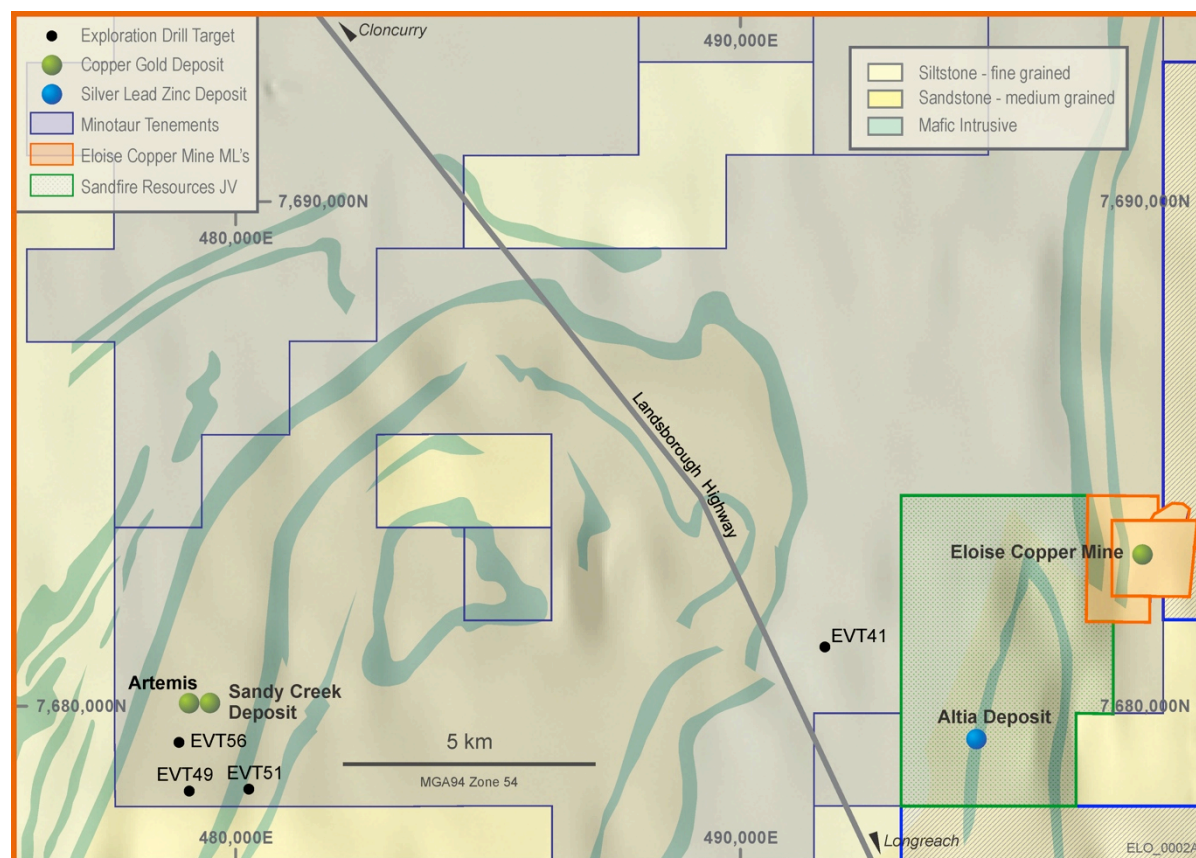 Exploration Drill Target
Copper Gold Deposit
Silver Lead Zinc Deposit
Minotaur Tenements
Eloise Copper Mine ML's
Sandfire Resources JV
Cloncurry
490,000E
Siltstone - fine grained
Sandstone - medium grained
Mafic Intrusive
7,690,000N
7,690,000N
480,000E
Landsborough Highway
Eloise Copper Mine
EVT41
Artemis
Sandy Creek
Deposit
7,680,000N
7,680,000N
Altia Deposit
EVT56
5 km
EVT49
EVT51
MGA94 Zone 54
480,000E
490,000E
Longreach
ELO_0002A